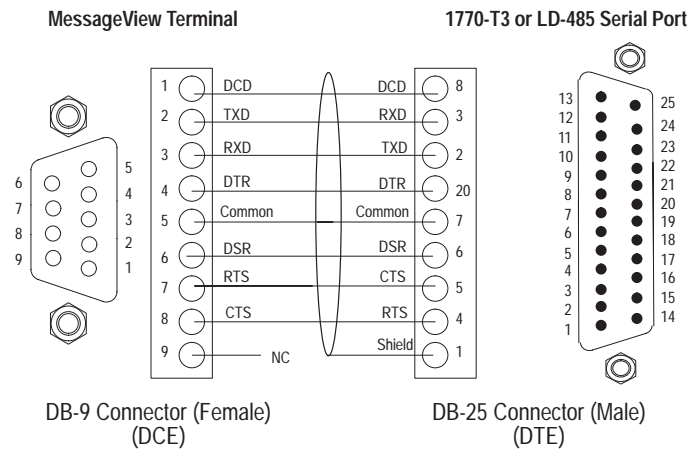 MessageView Terminal 1770-T3 or LD-485 Serial Port
1 DCD DCD 8
2 TXD RXD 3
3 RXD TXD 2
4 DTR DTR 20
5 Common Common 7
6 DSR DSR 6
7 RTS CTS 5
8 CTS RTS 4
9 NC Shield 1
6
7
8
9
5
4
3
2
1
13
12
11
10
9
8
7
6
5
4
3
2
1
25
24
23
22
21
20
19
18
17
16
15
14
DB-9 Connector (Female) DB-25 Connector (Male)
(DCE) (DTE)